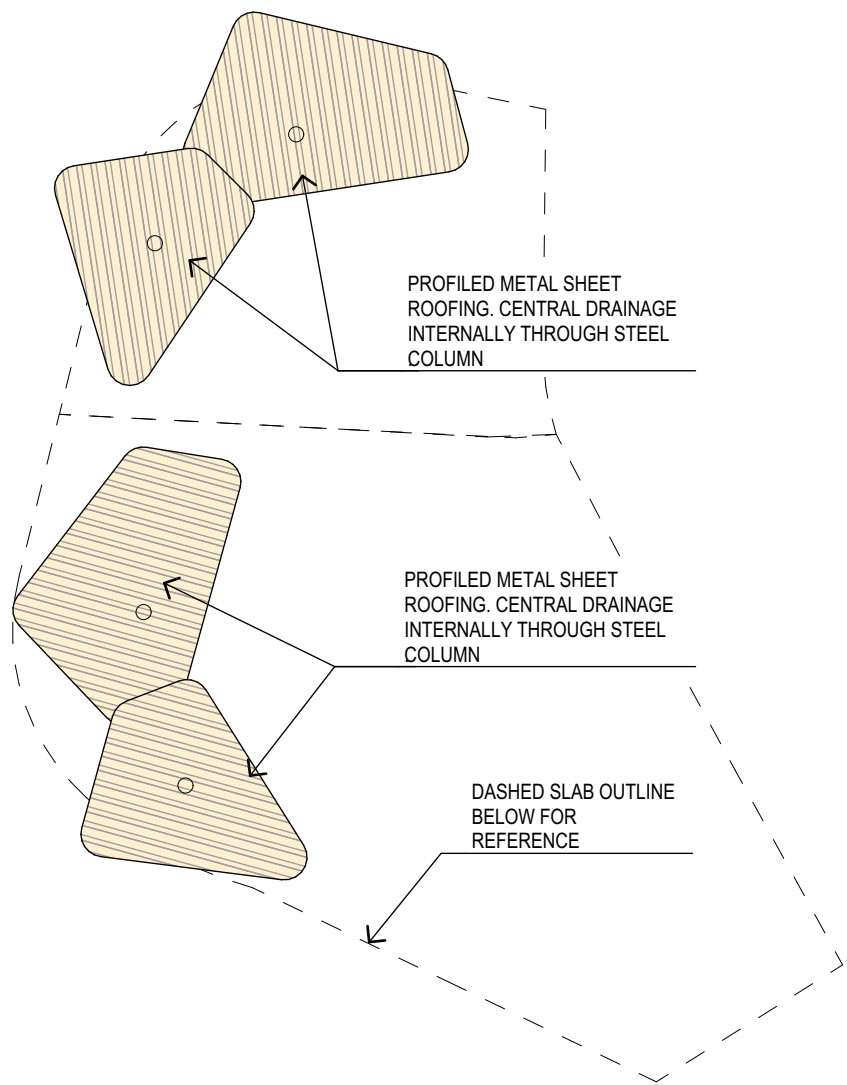 PROFILED METAL SHEET
ROOFING. CENTRAL DRAINAGE
INTERNALLY THROUGH STEEL
COLUMN
PROFILED METAL SHEET
ROOFING. CENTRAL DRAINAGE
INTERNALLY THROUGH STEEL
COLUMN
DASHED SLAB OUTLINE
BELOW FOR
REFERENCE